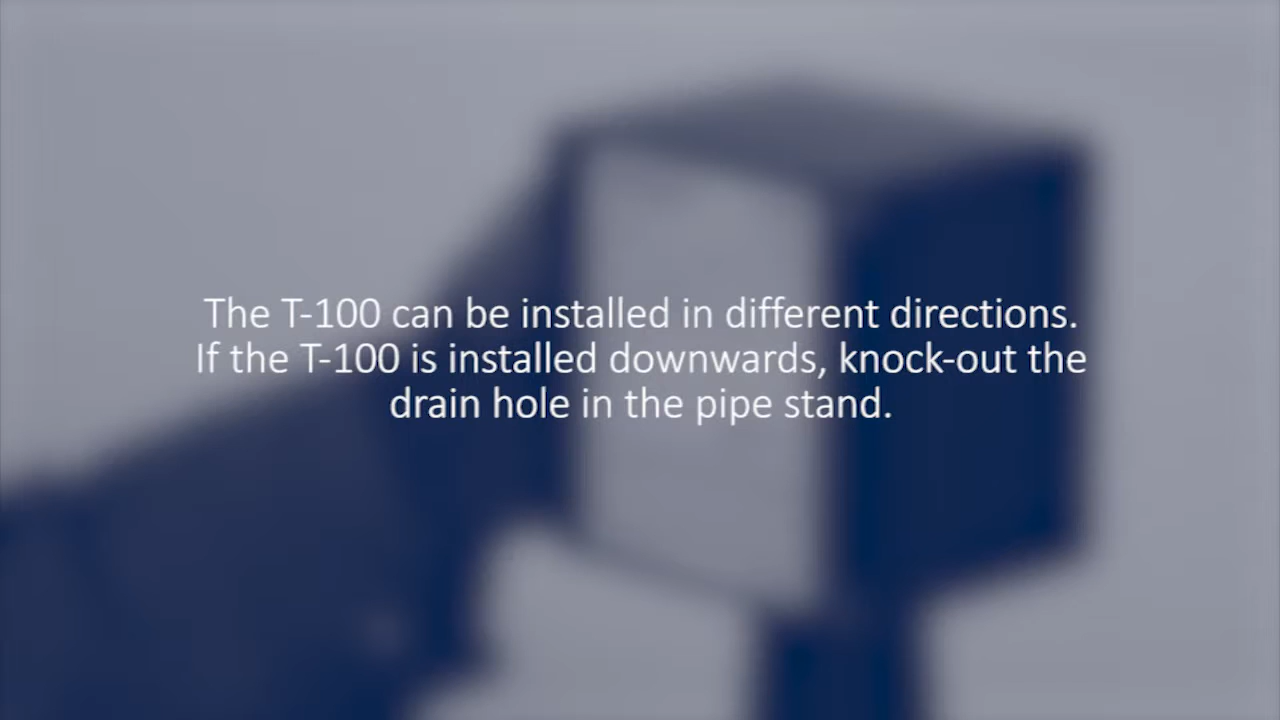 The T-100 can be installed in different directions.
If the T-100 is installed downwards, knock-out the
drain hole in the pipe stand.